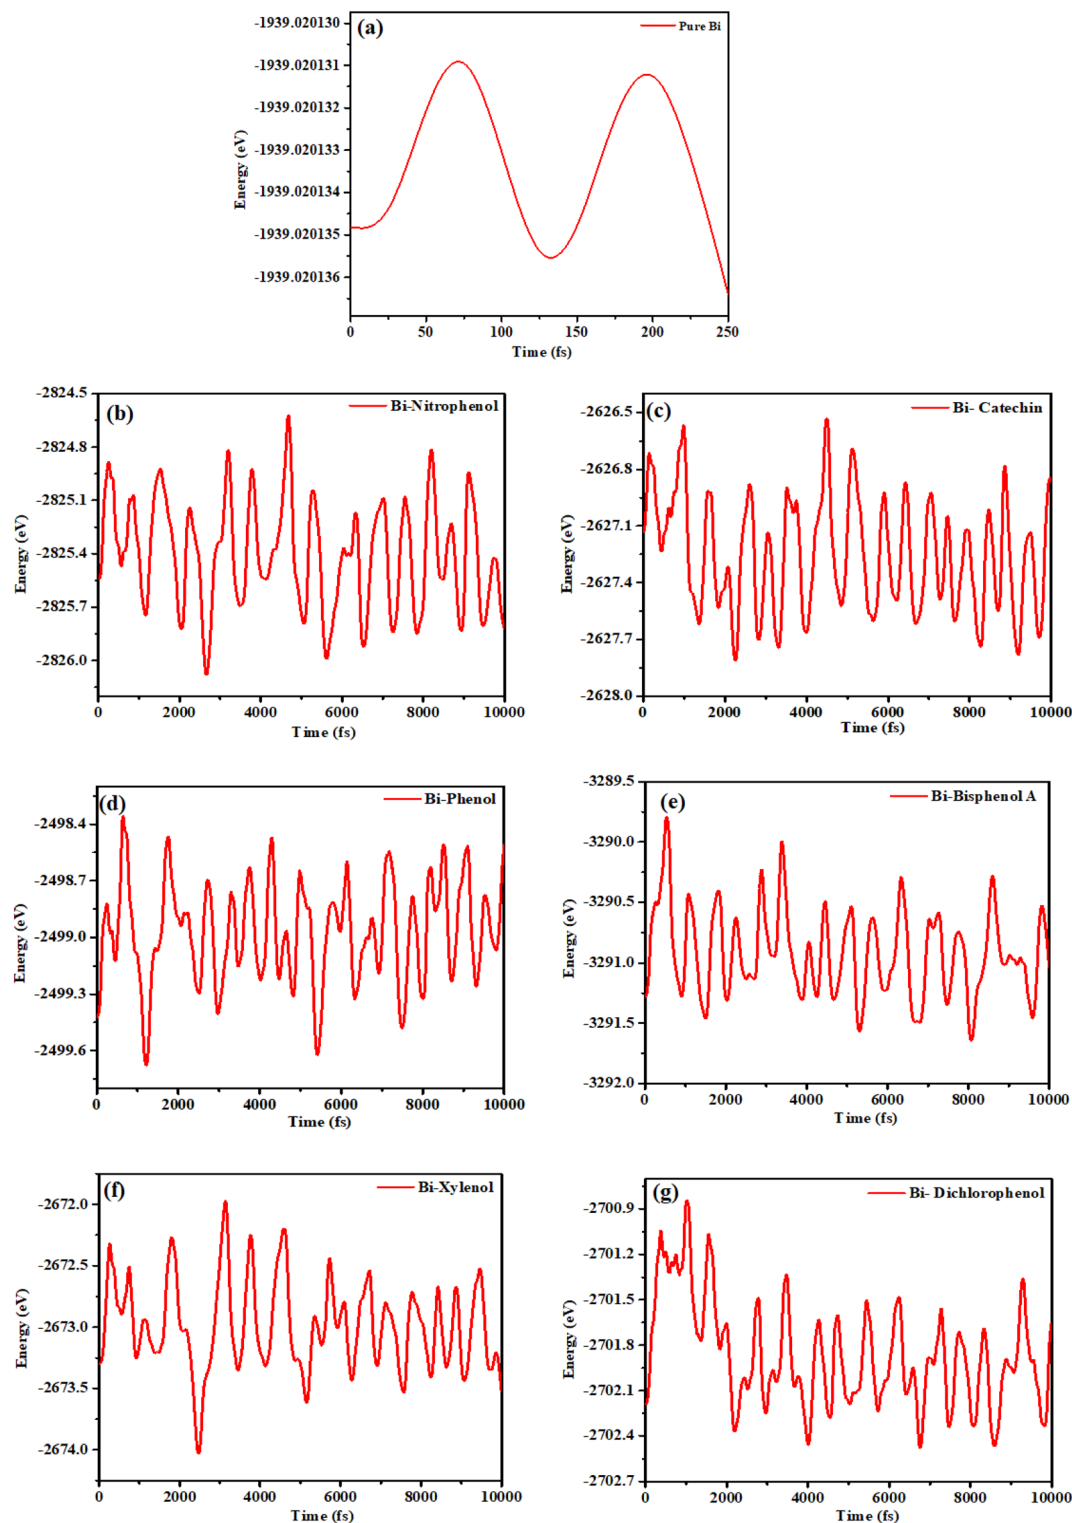 (a)
Pure Bi
-1939.020130
-1939.020131
-1939.020132
-1939.020133
-1939.020134
-1939.020135
-1939.020136
Energy (eV)
0 50 100 150 200 250
Time (fs)
(b)
Bi-Nitrophenol
-2824.5
-2824.8
-2825.1
-2825.4
-2825.7
-2826.0
Energy (eV)
0 2000 4000 6000 8000 10000
Time (fs)
(c)
Bi- Catechin
-2626.5
-2626.8
-2627.1
-2627.4
-2627.7
-2628.0
Energy (eV)
0 2000 4000 6000 8000 10000
Time (fs)
(d)
Bi-Phenol
-2498.4
-2498.7
-2499.0
-2499.3
-2499.6
Energy (eV)
0 2000 4000 6000 8000 10000
Time (fs)
(e)
Bi-Bisphenol A
-3289.5
-3290.0
-3290.5
-3291.0
-3291.5
-3292.0
Energy (eV)
0 2000 4000 6000 8000 10000
Time (fs)
(f)
Bi-Xylenol
-2672.0
-2672.5
-2673.0
-2673.5
-2674.0
Energy (eV)
0 2000 4000 6000 8000 10000
Time (fs)
(g)
Bi- Dichlorophenol
-2700.9
-2701.2
-2701.5
-2701.8
-2702.1
-2702.4
-2702.7
Energy (eV)
0 2000 4000 6000 8000 10000
Time (fs)